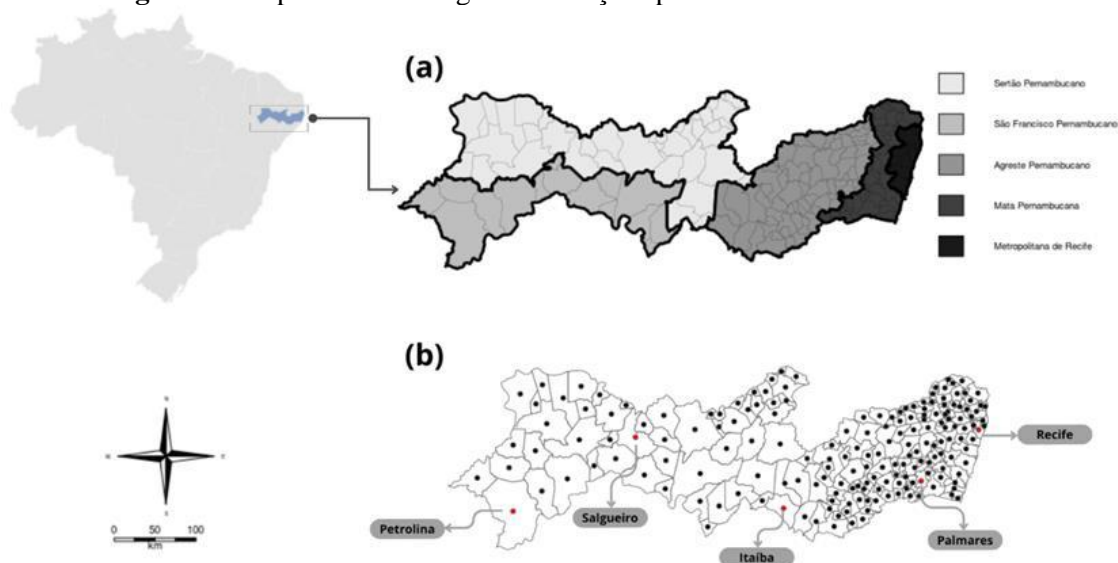 (a)
Sertão Pernambucano
São Francisco Pernambucano
Agreste Pernambucano
Mata Pernambucana
Metropolitana de Recife
(b)
Recife
Salgueiro
Petrolina
Palmares
Itaíba
0 50 100
km